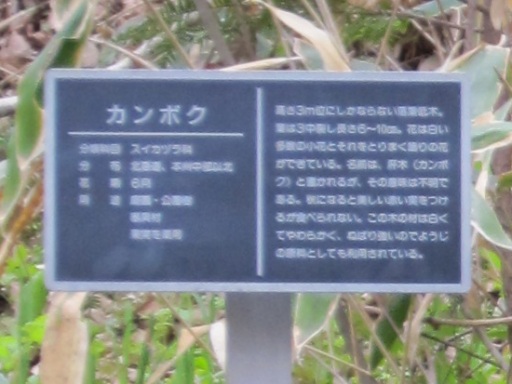 カンボク
分類科目 スイカズラ科
分布 北海道、本州中部以北
花期 6月
用途 庭園・公園樹
器具材
高さ3m位にしかならない落葉低木。
葉は3中裂し長さ6〜10㎝。花は白い
多数の小花とそれをとりまく飾りの花
ができている。名前は、肝木(カンボ
ク)と書かれるが、その意味は不明で
ある。秋になると美しい赤い実をつけ
るが食べられない。この木の材は白く
てやわらかく、ねばり強いのでようじ
の原料としても利用されている。